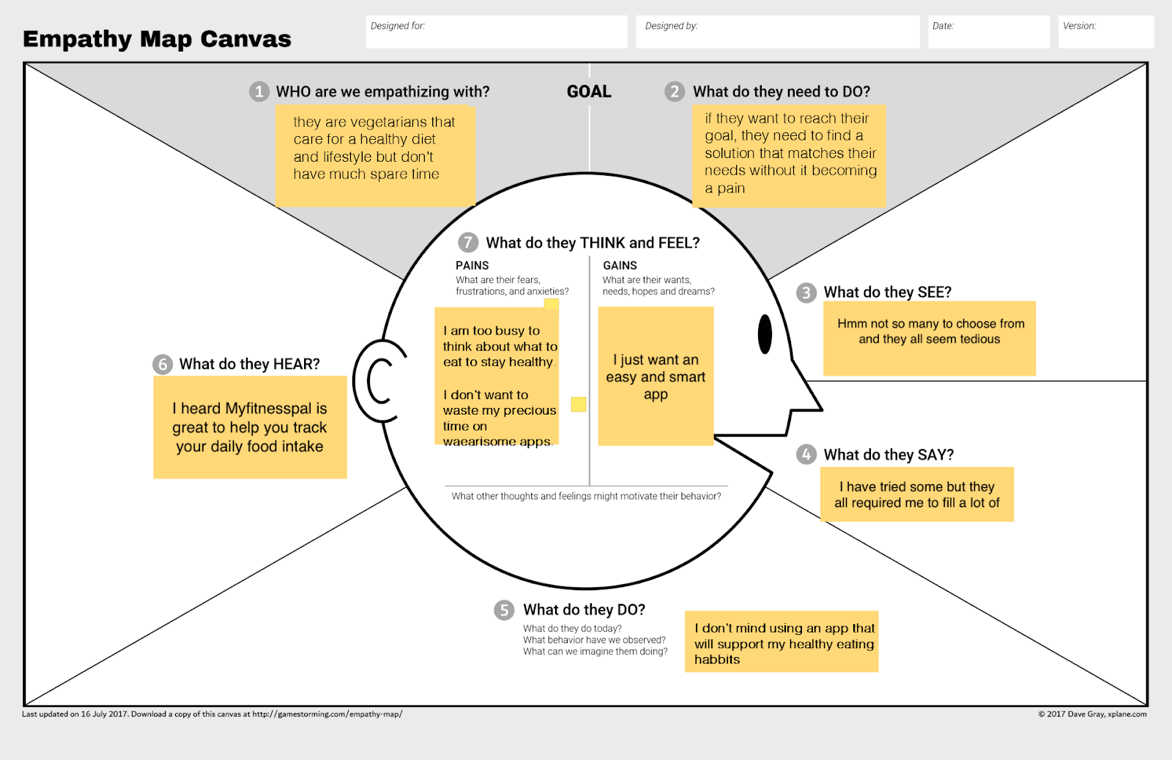 Empathy Map Canvas
Designed for:
Designed by:
Date:
Version:
1 WHO are we empathizing with?
they are vegetarians that
care for a healthy diet
and lifestyle but don't
have much spare time
GOAL
2 What do they need to DO?
if they want to reach their
goal, they need to find a
solution that matches their
needs without it becoming
a pain
7 What do they THINK and FEEL?
PAINS
What are their fears,
frustrations, and anxieties?
I am too busy to
think about what to
eat to stay healthy.
I don't want to
waste my precious
time on
waearisome apps.
GAINS
What are their wants,
needs, hopes and dreams?
I just want an
easy and smart
app
What other thoughts and feelings might motivate their behavior?
3 What do they SEE?
Hmm not so many to choose from
and they all seem tedious
6 What do they HEAR?
I heard Myfitnesspal is
great to help you track
your daily food intake
4 What do they SAY?
I have tried some but they
all required me to fill a lot of
5 What do they DO?
What do they do today?
What behavior have we observed?
What can we imagine them doing?
I don't mind using an app that
will support my healthy eating
habbits
Last updated on 16 July 2017. Download a copy of this canvas at http://gamestorming.com/empathy-map/
© 2017 Dave Gray, xplane.com